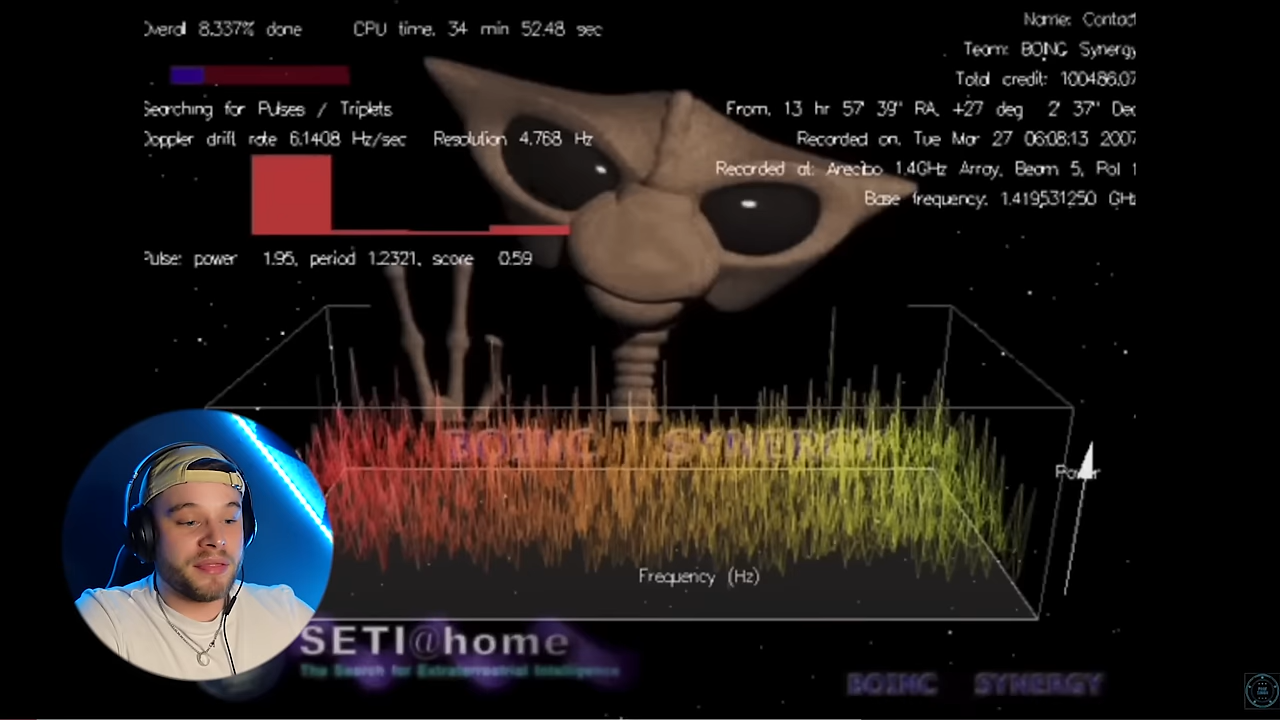 Overall 8.337% done
CPU time. 34 min 52.48 sec
Name: Contact
Team: BOING Synergy
Total credit: 100486.07
Searching for Pulses / Triplets
From. 13 hr 57' 39" RA, +27 deg 2' 37" Dec
Doppler drift rate 6.1408 Hz/sec Resolution 4.768 Hz
Recorded on. Tue Mar 27 06:08:13 2007
Recorded at: Arecibo 1.4GHz Array, Beam 5, Pol 1
Base frequency: 1.419531250 GHz
Pulse: power 1.95, period 1.2321, score 0.59
BOINC SYNERGY
Power
Frequency (Hz)
SETI@home
The Search for Extraterrestrial Intelligence
BOINC SYNERGY